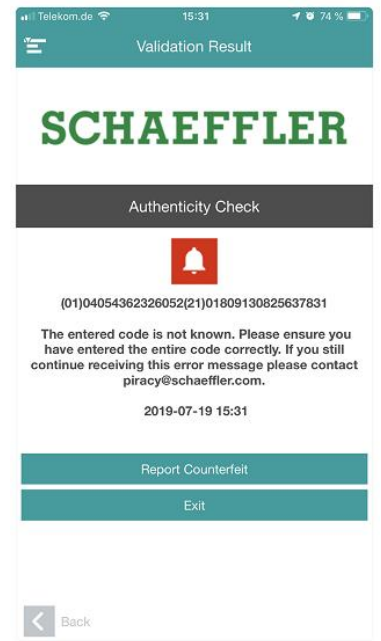 Telekom.de 15:31 74 %
Validation Result
SCHAEFFLER
Authenticity Check
(01)04054362326052(21)01809130825637831
The entered code is not known. Please ensure you
have entered the entire code correctly. If you still
continue receiving this error message please contact
piracy@schaeffler.com.
2019-07-19 15:31
Report Counterfeit
Exit
Back